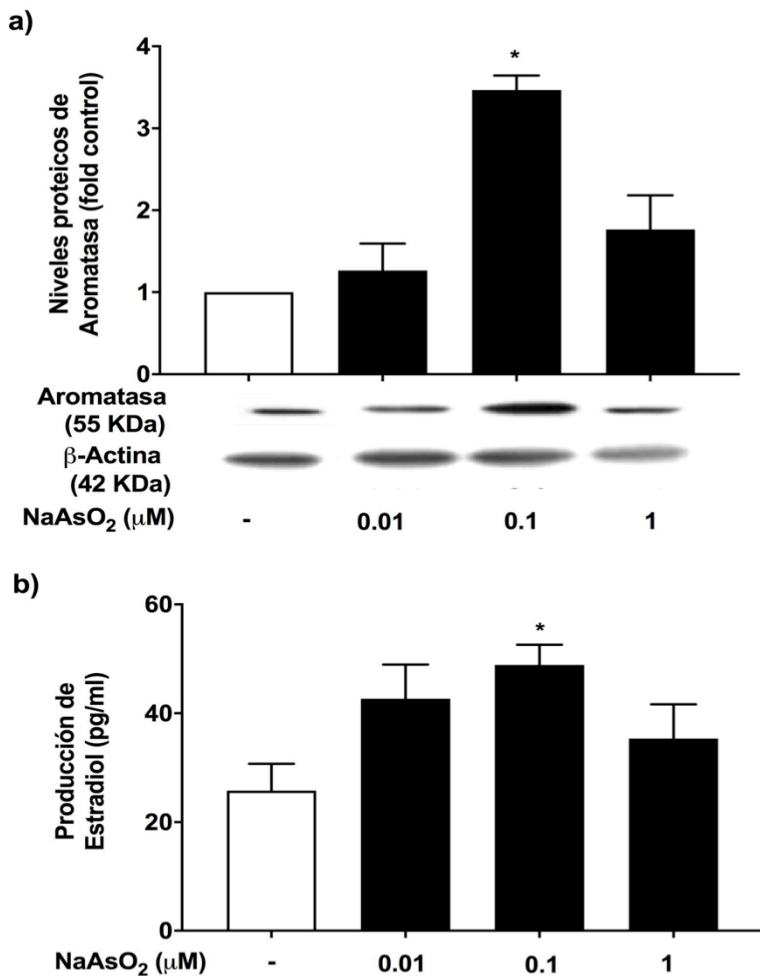 a)
Niveles proteicos de
Aromatasa (fold control)
4
3
2
1
0
*
Aromatasa
(55 KDa)
β-Actina
(42 KDa)
NaAsO₂ (μM) - 0.01 0.1 1
b)
Producción de
Estradiol (pg/ml)
60
40
20
0
*
NaAsO₂ (μM) - 0.01 0.1 1